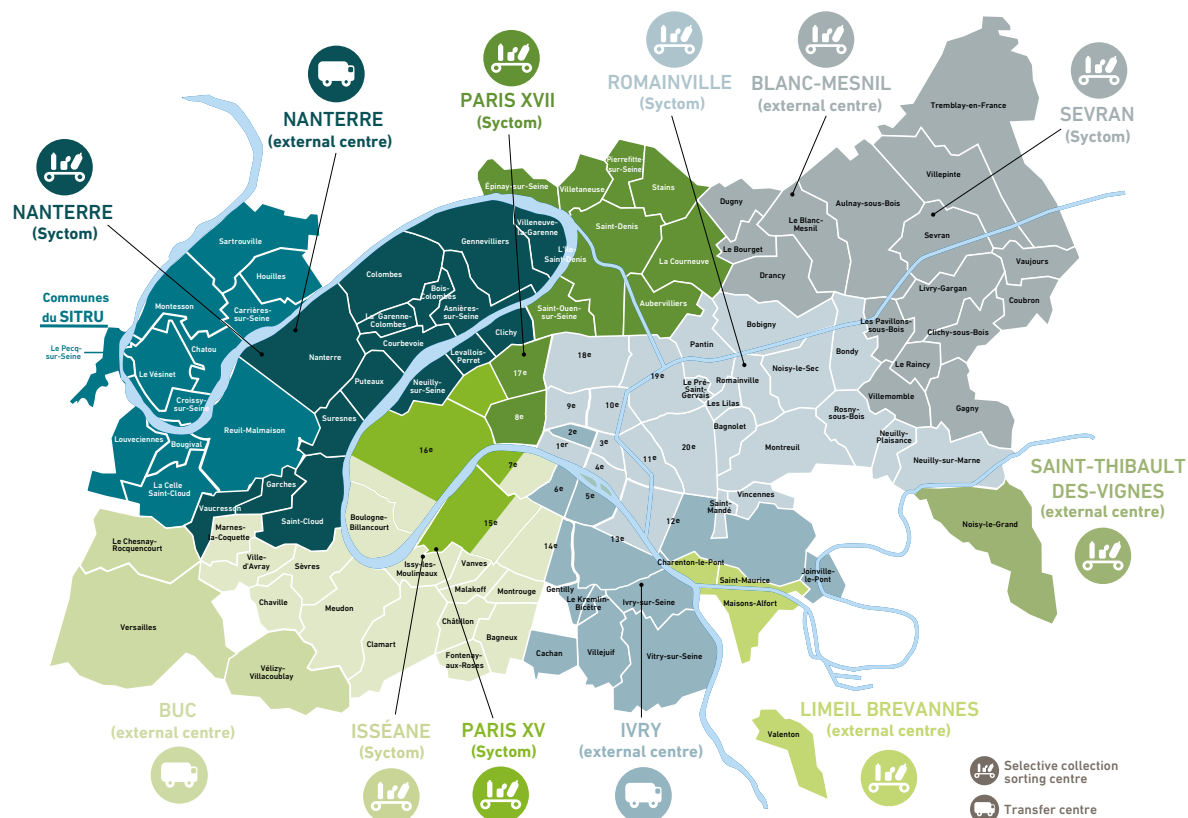 ROMAINVILLE
(Syctom)
BLANC-MESNIL
(external centre)
SEVRAN
(Syctom)
PARIS XVII
(Syctom)
NANTERRE
(external centre)
NANTERRE
(Syctom)
Tremblay-en-France
Villepinte
Aulnay-sous-Bois
Sevran
Vaujours
Coubron
Livry-Gargan
Clichy-sous-Bois
Le Blanc-
Mesnil
Dugny
Le Bourget
Drancy
Les Pavillons-
sous-Bois
Le Raincy
Villemomble
Gagny
Épinay-sur-Seine
Villetaneuse
Pierrefitte-
sur-Seine
Stains
Saint-Denis
La Courneuve
Aubervilliers
Saint-Ouen-
sur-Seine
17e
8e
Villeneuve-
la-Garenne
Gennevilliers
L'Île
Saint-Denis
Colombes
Bois-
Colombes
La Garenne-
Colombes
Asnières-
sur-Seine
Courbevoie
Clichy
Levallois-
Perret
Neuilly-
sur-Seine
Nanterre
Puteaux
Suresnes
Garches
Vaucresson
Saint-Cloud
Sartrouville
Houilles
Montesson
Carrières-
sur-Seine
Communes
du SITRU
Le Pecq-
sur-Seine
Chatou
Le Vésinet
Croissy-
sur-Seine
Rueil-Malmaison
Louveciennes
Bougival
La Celle
Saint-Cloud
18e
19e
9e
10e
2e
1er
3e
4e
11e
20e
Pantin
Bobigny
Bondy
Le Pré-
Saint-
Gervais
Romainville
Noisy-le-Sec
Les Lilas
Bagnolet
Montreuil
Rosny-
sous-Bois
Neuilly-
Plaisance
Neuilly-sur-Marne
Vincennes
Saint-
Mandé
16e
7e
15e
6e
5e
14e
13e
12e
SAINT-THIBAULT
DES-VIGNES
(external centre)
Noisy-le-Grand
Charenton-le-Pont
Saint-Maurice
Maisons-Alfort
Joinville-
le-Pont
Gentilly
Le Kremlin-
Bicêtre
Ivry-sur-Seine
Cachan
Villejuif
Vitry-sur-Seine
Boulogne-
Billancourt
Issy-les-
Moulineaux
Vanves
Malakoff
Montrouge
Châtillon
Bagneux
Fontenay-
aux-Roses
Clamart
Meudon
Sèvres
Chaville
Ville-
d'Avray
Marnes-
la-Coquette
Le Chesnay-
Rocquencourt
Versailles
Vélizy-
Villacoublay
BUC
(external centre)
ISSÉANE
(Syctom)
PARIS XV
(Syctom)
IVRY
(external centre)
Valenton
LIMEIL BREVANNES
(external centre)
Selective collection
sorting centre
Transfer centre